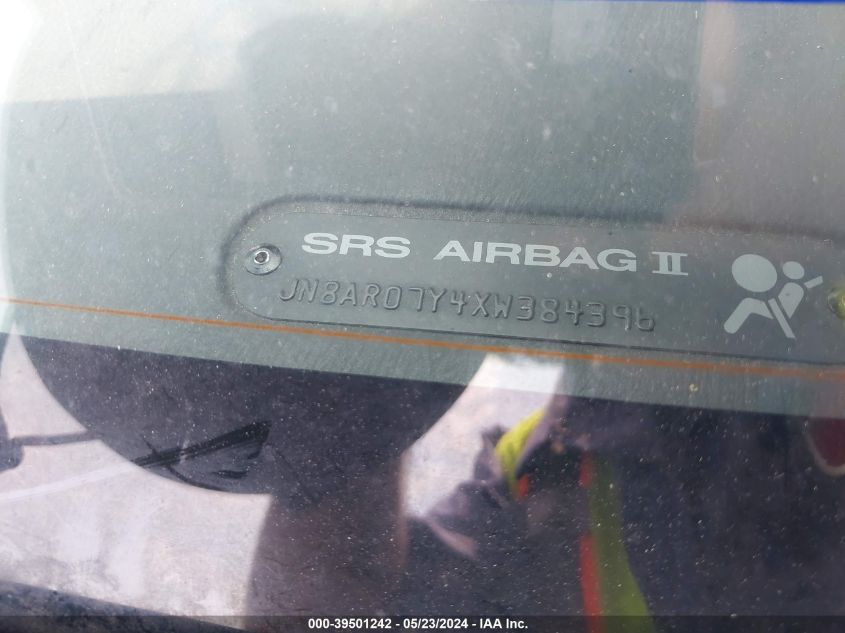 SRS AIRBAG II
JN8AR07Y4XW384396
000-39501242 - 05/23/2024 - IAA Inc.